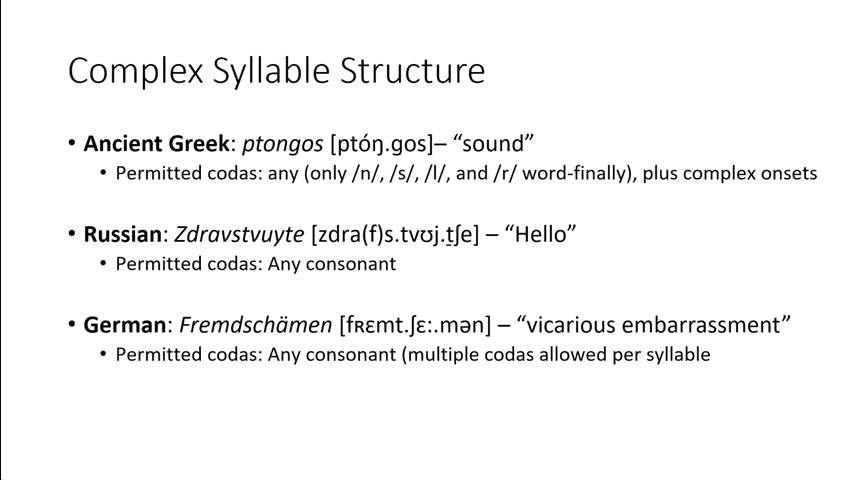 Complex Syllable Structure
• Ancient Greek: ptongos [ptóŋ.gos]– “sound”
• Permitted codas: any (only /n/, /s/, /l/, and /r/ word-finally), plus complex onsets
• Russian: Zdravstvuyte [zdra(f)s.tvʊj.t̠ʃe] – “Hello”
• Permitted codas: Any consonant
• German: Fremdschämen [fʀɛmt.ʃɛː.mən] – “vicarious embarrassment”
• Permitted codas: Any consonant (multiple codas allowed per syllable